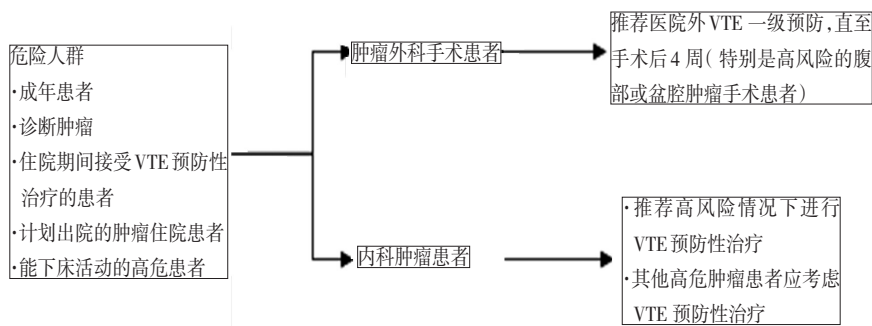 危险人群
·成年患者
·诊断肿瘤
·住院期间接受VTE预防性
治疗的患者
·计划出院的肿瘤住院患者
·能下床活动的高危患者
肿瘤外科手术患者
推荐医院外VTE 一级预防,直至
手术后4周(特别是高风险的腹
部或盆腔肿瘤手术患者)
内科肿瘤患者
·推荐高风险情况下进行
VTE预防性治疗
·其他高危肿瘤患者应考虑
VTE 预防性治疗